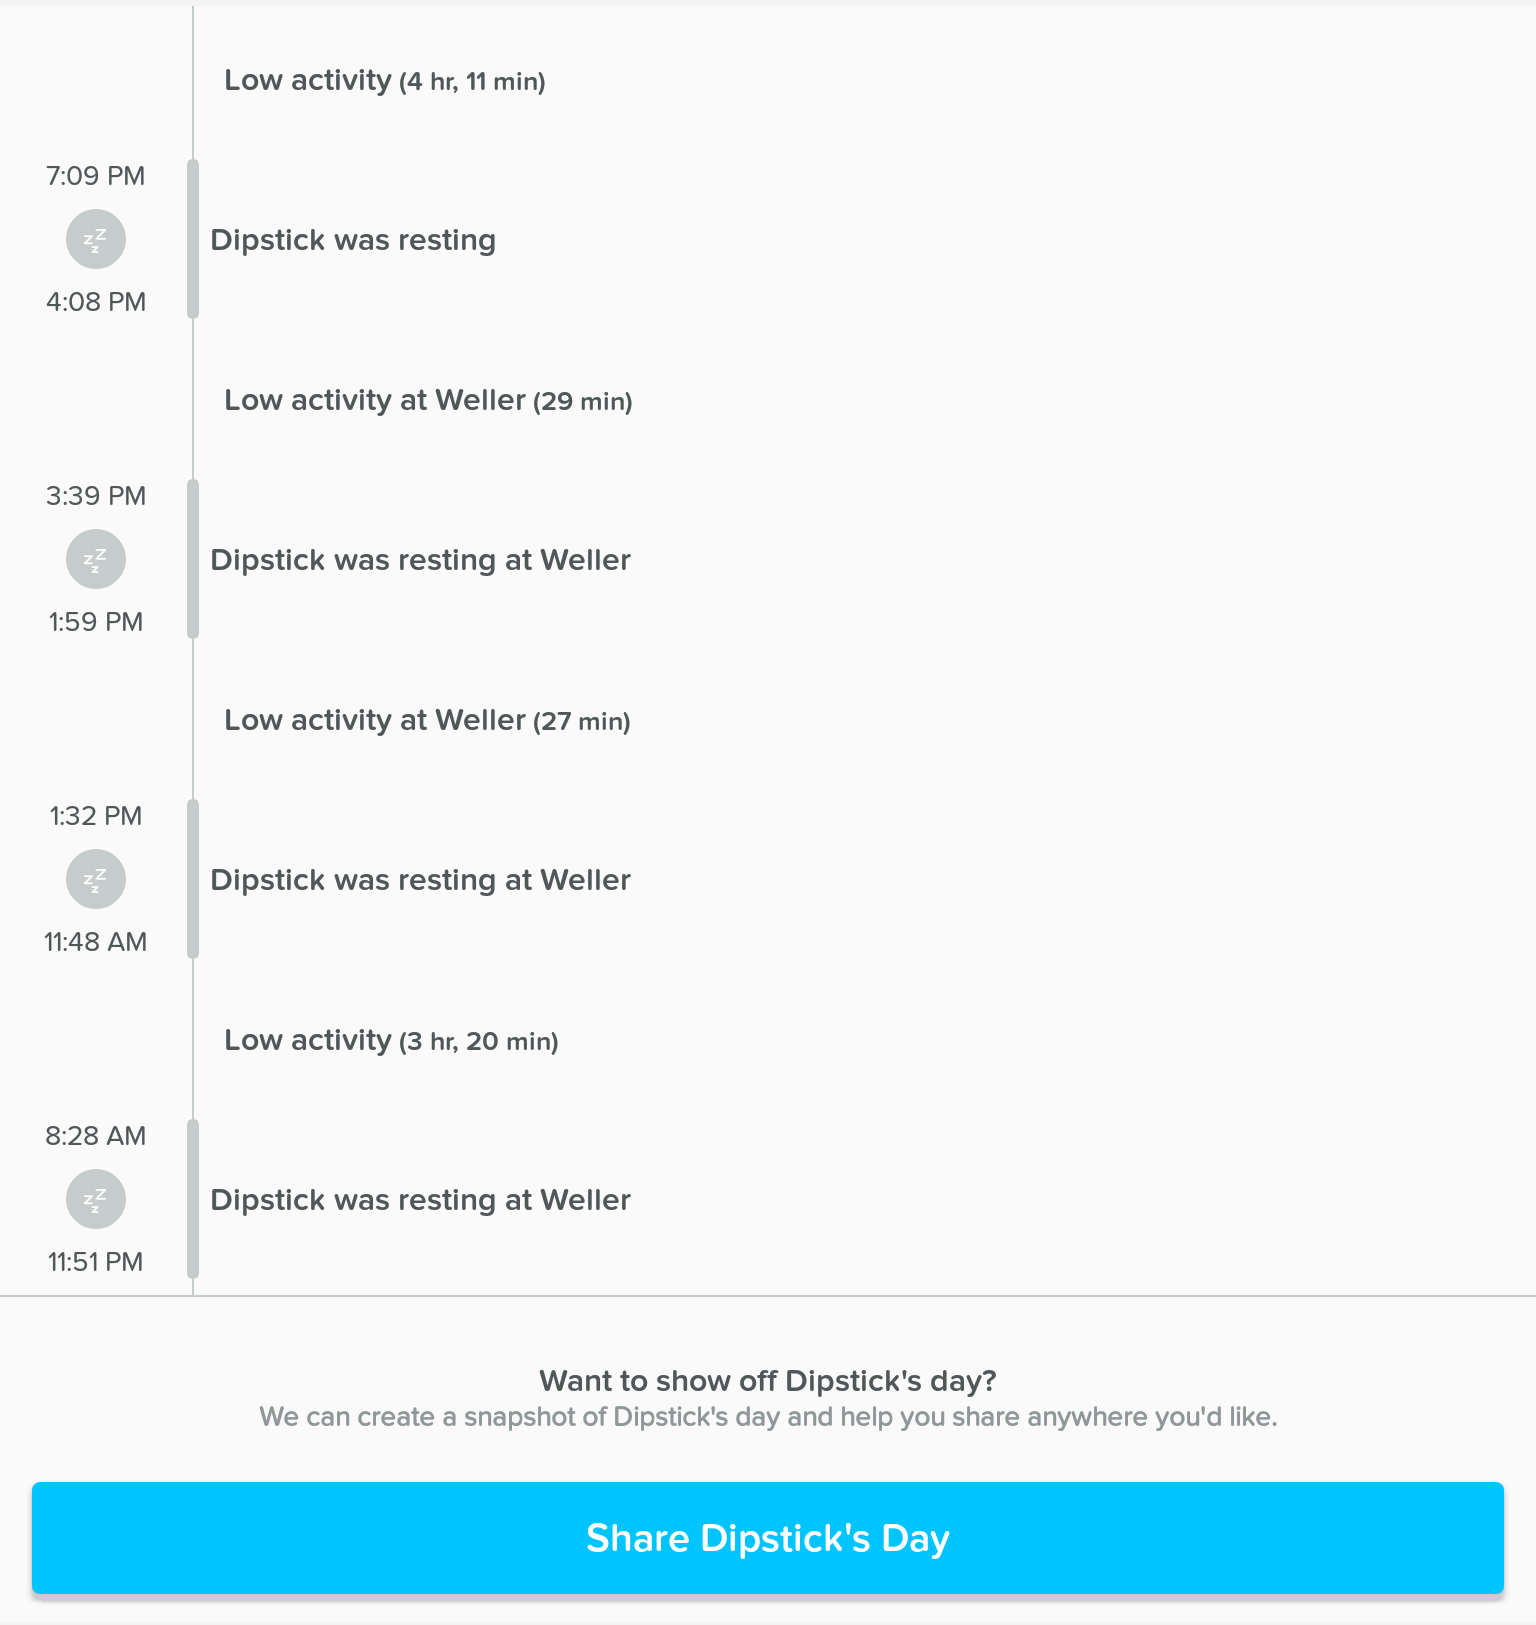 Low activity (4 hr, 11 min)
7:09 PM
zzz
Dipstick was resting
4:08 PM
Low activity at Weller (29 min)
3:39 PM
zzz
Dipstick was resting at Weller
1:59 PM
Low activity at Weller (27 min)
1:32 PM
zzz
Dipstick was resting at Weller
11:48 AM
Low activity (3 hr, 20 min)
8:28 AM
zzz
Dipstick was resting at Weller
11:51 PM
Want to show off Dipstick's day?
We can create a snapshot of Dipstick's day and help you share anywhere you'd like.
Share Dipstick's Day